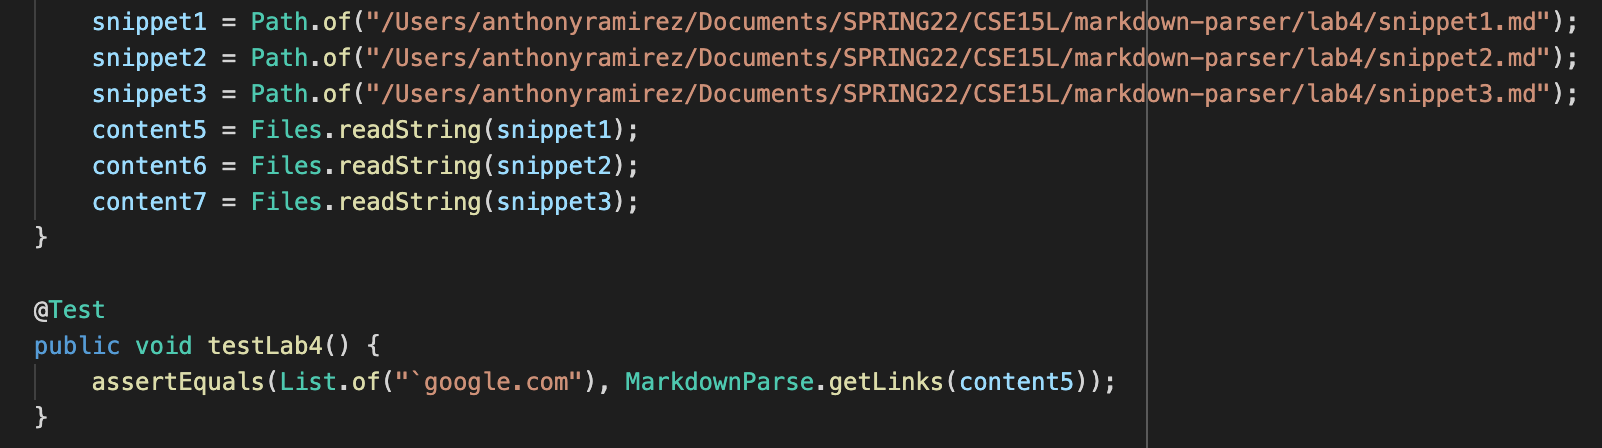 snippet1 = Path.of("/Users/anthonyramirez/Documents/SPRING22/CSE15L/markdown-parser/lab4/snippet1.md");
snippet2 = Path.of("/Users/anthonyramirez/Documents/SPRING22/CSE15L/markdown-parser/lab4/snippet2.md");
snippet3 = Path.of("/Users/anthonyramirez/Documents/SPRING22/CSE15L/markdown-parser/lab4/snippet3.md");
content5 = Files.readString(snippet1);
content6 = Files.readString(snippet2);
content7 = Files.readString(snippet3);
}
@Test
public void testLab4() {
assertEquals(List.of("`google.com"), MarkdownParse.getLinks(content5));
}